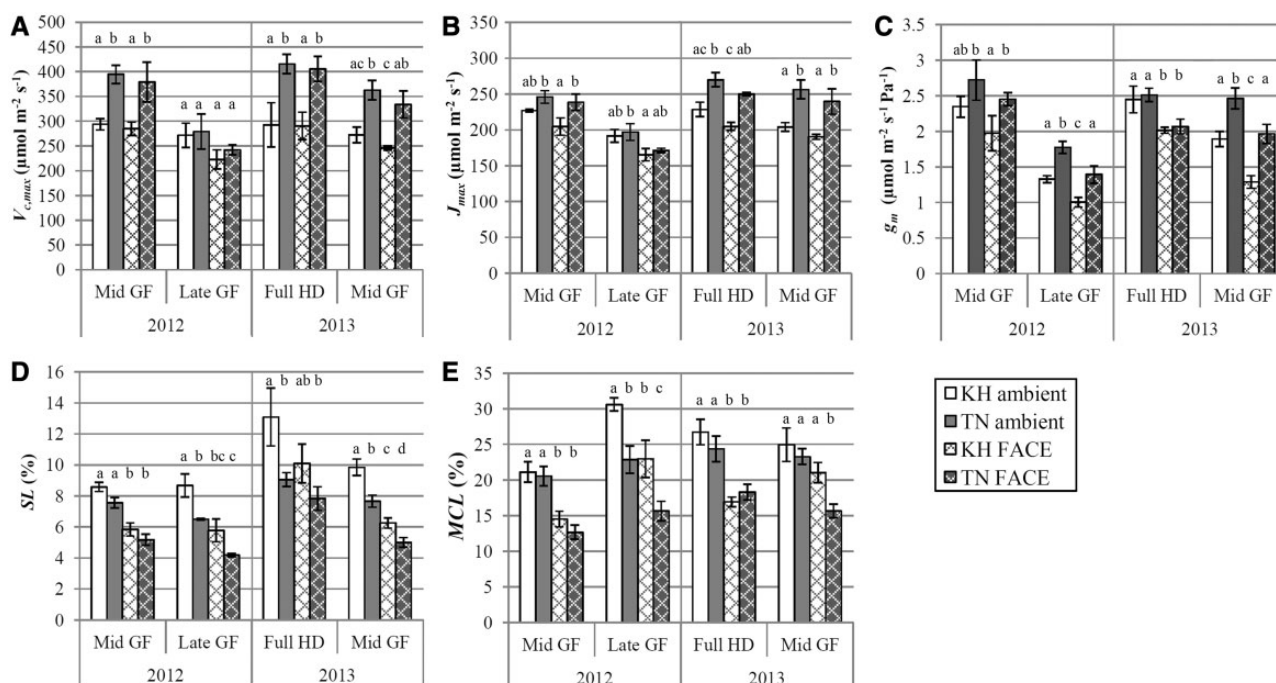 A
V c,max (µmol m⁻² s⁻¹)
500
450
400
350
300
250
200
150
100
50
0
a b a b
a a a a
a b a b
ac b c ab
Mid GF Late GF Full HD Mid GF
2012 2013
B
J max (µmol m⁻² s⁻¹)
350
300
250
200
150
100
50
0
ab b a b
ab b a ab
ac b c ab
a b a b
Mid GF Late GF Full HD Mid GF
2012 2013
C
g m (µmol m⁻² s⁻¹ Pa⁻¹)
3.5
3
2.5
2
1.5
1
0.5
0
ab b a b
a b c a
a a b b
a b c a
Mid GF Late GF Full HD Mid GF
2012 2013
D
SL (%)
16
14
12
10
8
6
4
2
0
a a b b
a b bc c
a b ab b
a b c d
Mid GF Late GF Full HD Mid GF
2012 2013
E
MCL (%)
35
30
25
20
15
10
5
0
a a b b
a b b c
a a b b
a a a b
Mid GF Late GF Full HD Mid GF
2012 2013
KH ambient
TN ambient
KH FACE
TN FACE